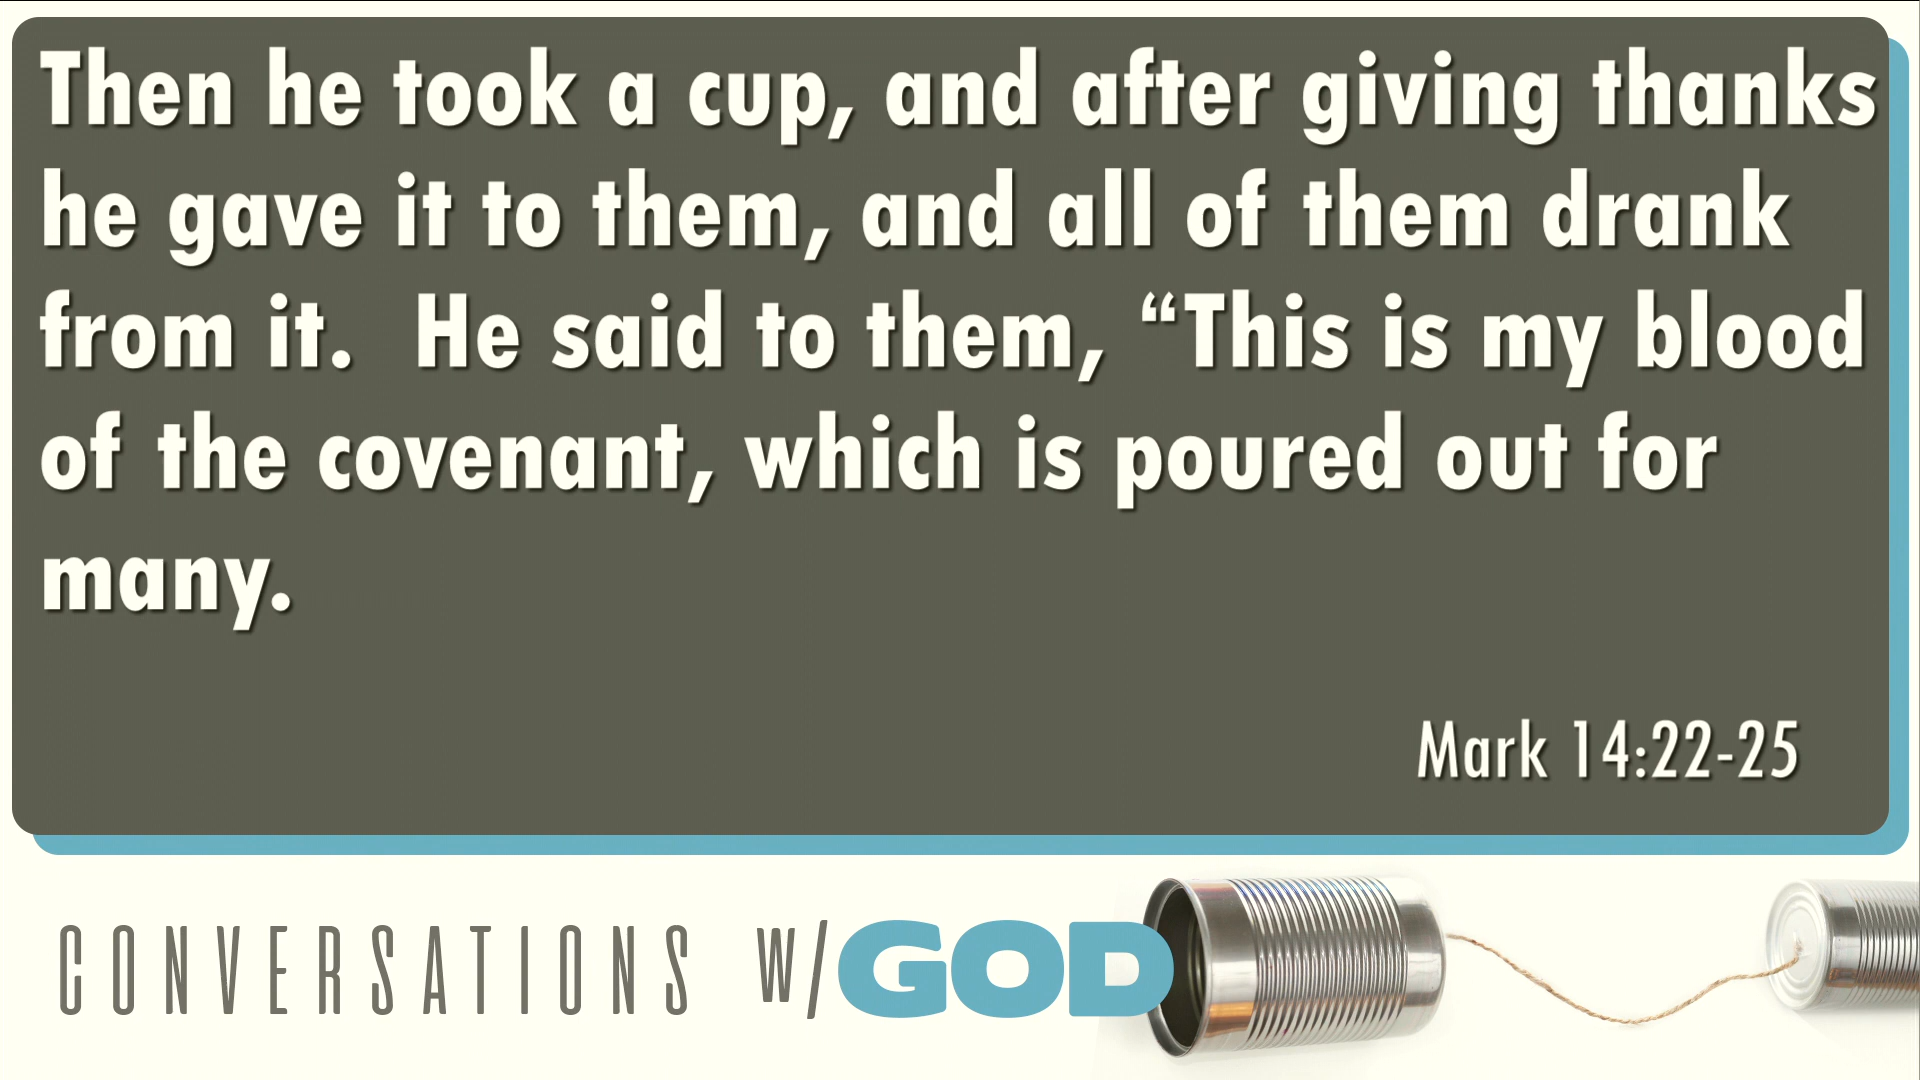 Then he took a cup, and after giving thanks
he gave it to them, and all of them drank
from it.  He said to them, “This is my blood
of the covenant, which is poured out for
many.
Mark 14:22-25
CONVERSATIONS W/GOD